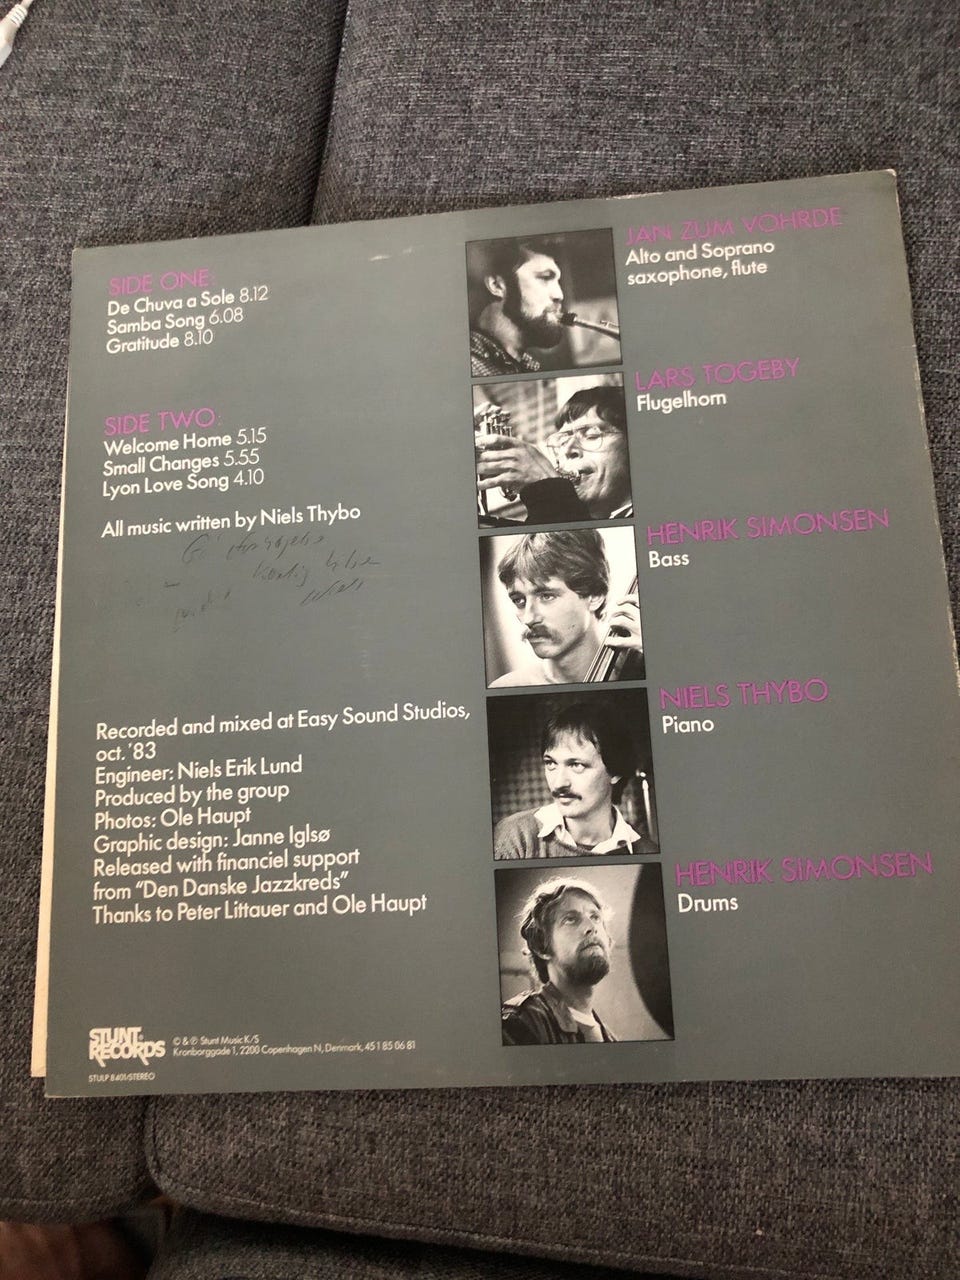 SIDE ONE:
De Chuva a Sole 8.12
Samba Song 6.08
Gratitude 8.10
SIDE TWO:
Welcome Home 5.15
Small Changes 5.55
Lyon Love Song 4.10
All music written by Niels Thybo
Recorded and mixed at Easy Sound Studios,
oct. '83
Engineer: Niels Erik Lund
Produced by the group
Photos: Ole Haupt
Graphic design: Janne Iglsø
Released with financiel support
from "Den Danske Jazzkreds"
Thanks to Peter Littauer and Ole Haupt
STUNT
RECORDS
© & ℗ Stunt Music K/S
Kronborggade 1, 2200 Copenhagen N, Denmark, 451 85 06 81
STULP 8401/STEREO
JAN ZUM VOHRDE
Alto and Soprano
saxophone, flute
LARS TOGEBY
Flugelhorn
HENRIK SIMONSEN
Bass
NIELS THYBO
Piano
HENRIK SIMONSEN
Drums